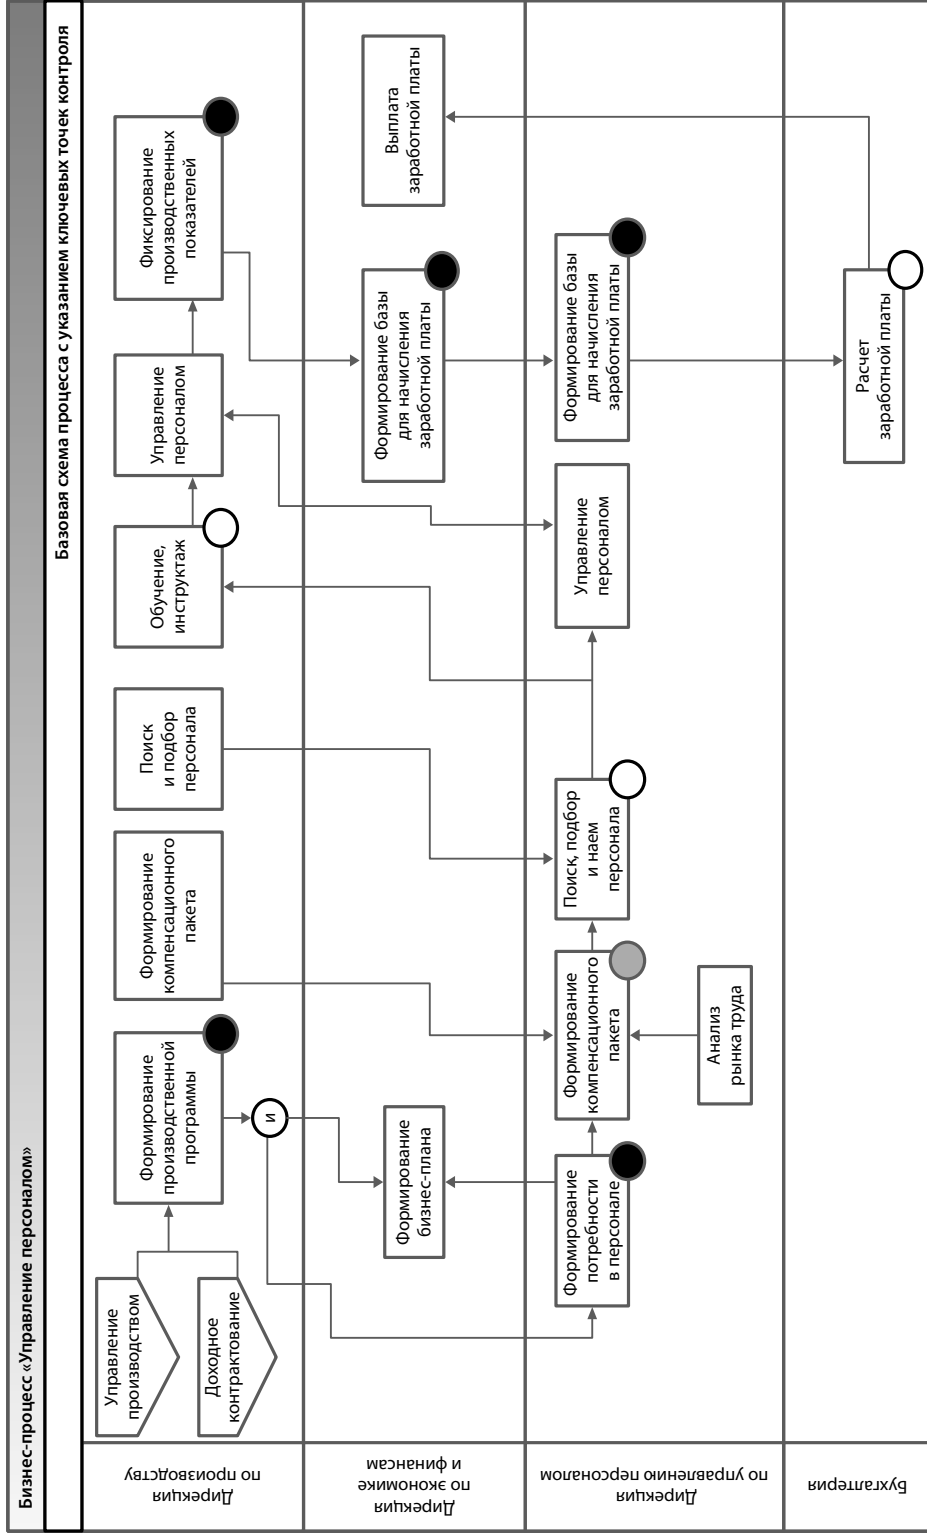 Бизнес-процесс «Управление персоналом»
Базовая схема процесса с указанием ключевых точек контроля
Дирекция
по производству
Управление
производством
Доходное
контрактование
Формирование
производственной
программы
и
Формирование
компенсационного
пакета
Поиск
и подбор
персонала
Обучение,
инструктаж
Управление
персоналом
Фиксирование
производственных
показателей
Дирекция
по экономике
и финансам
Формирование
бизнес-плана
Формирование базы
для начисления
заработной платы
Выплата
заработной платы
Дирекция
по управлению персоналом
Формирование
потребности
в персонале
Формирование
компенсационного
пакета
Анализ
рынка труда
Поиск, подбор
и наем
персонала
Управление
персоналом
Формирование базы
для начисления
заработной платы
Бухгалтерия
Расчет
заработной платы